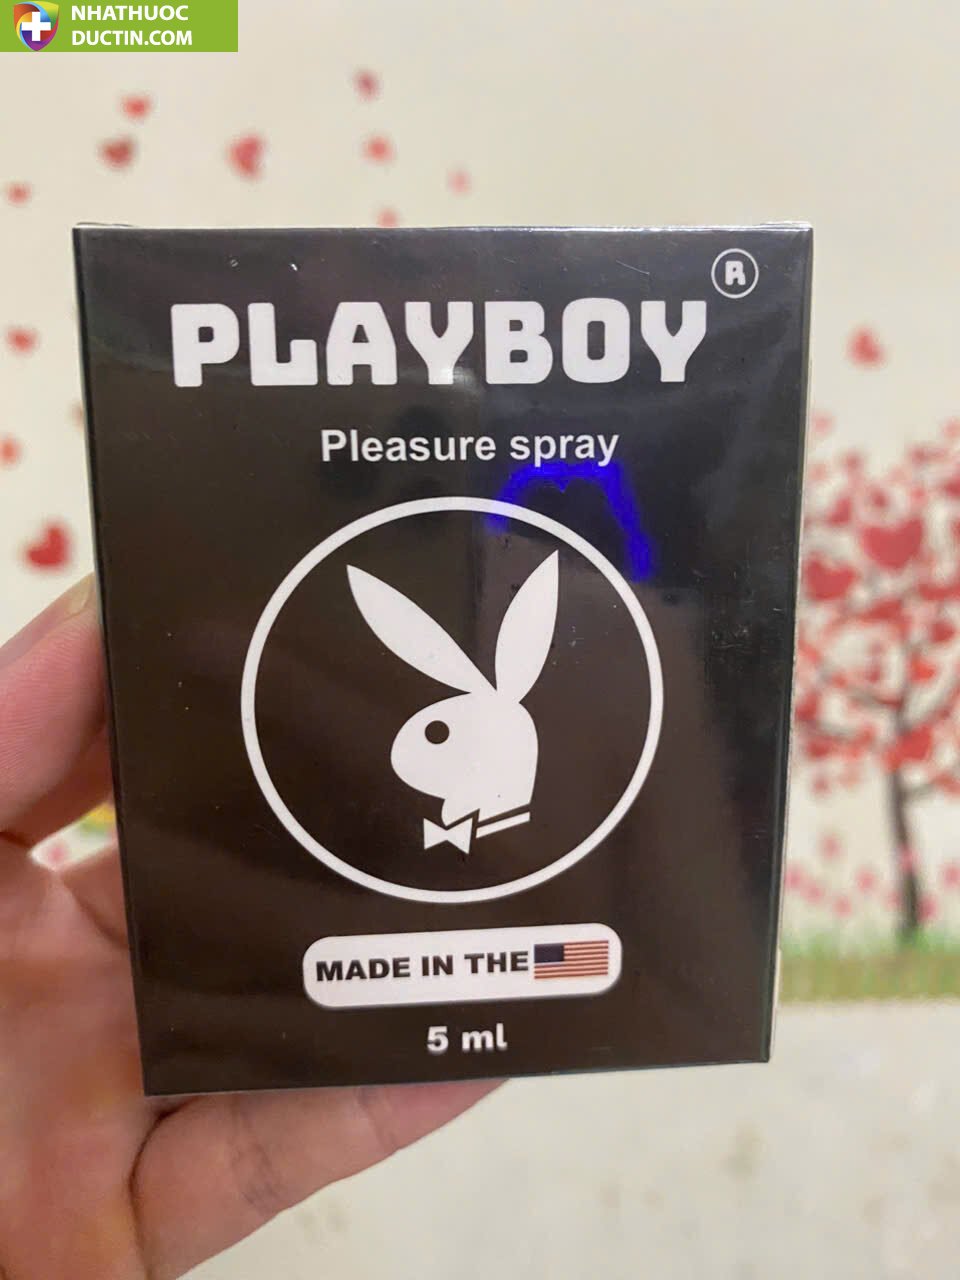 NHATHUOC
DUCTIN.COM
PLAYBOY ®
Pleasure spray
MADE IN THE
5 ml